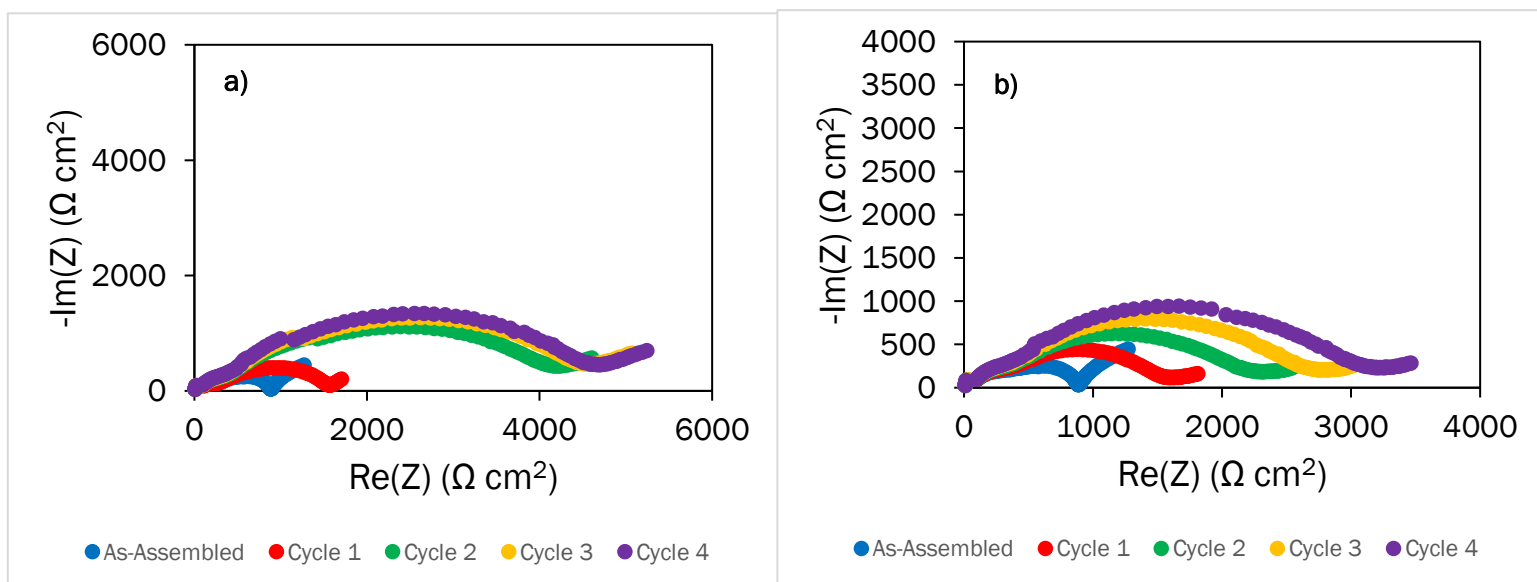 a)
6000
4000
2000
0
-Im(Z) (Ω cm²)
0 2000 4000 6000
Re(Z) (Ω cm²)
As-Assembled Cycle 1 Cycle 2 Cycle 3 Cycle 4
b)
4000
3500
3000
2500
2000
1500
1000
500
0
-Im(Z) (Ω cm²)
0 1000 2000 3000 4000
Re(Z) (Ω cm²)
As-Assembled Cycle 1 Cycle 2 Cycle 3 Cycle 4